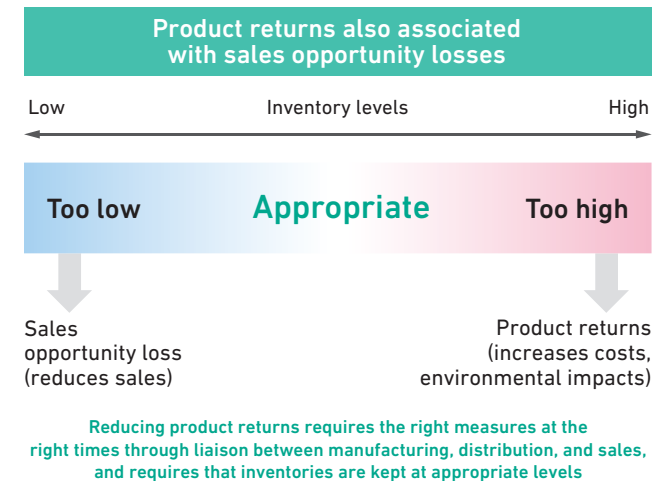 Product returns also associated
with sales opportunity losses
Low Inventory levels High
Too low Appropriate Too high
Sales
opportunity loss
(reduces sales)
Product returns
(increases costs,
environmental impacts)
Reducing product returns requires the right measures at the
right times through liaison between manufacturing, distribution, and sales,
and requires that inventories are kept at appropriate levels